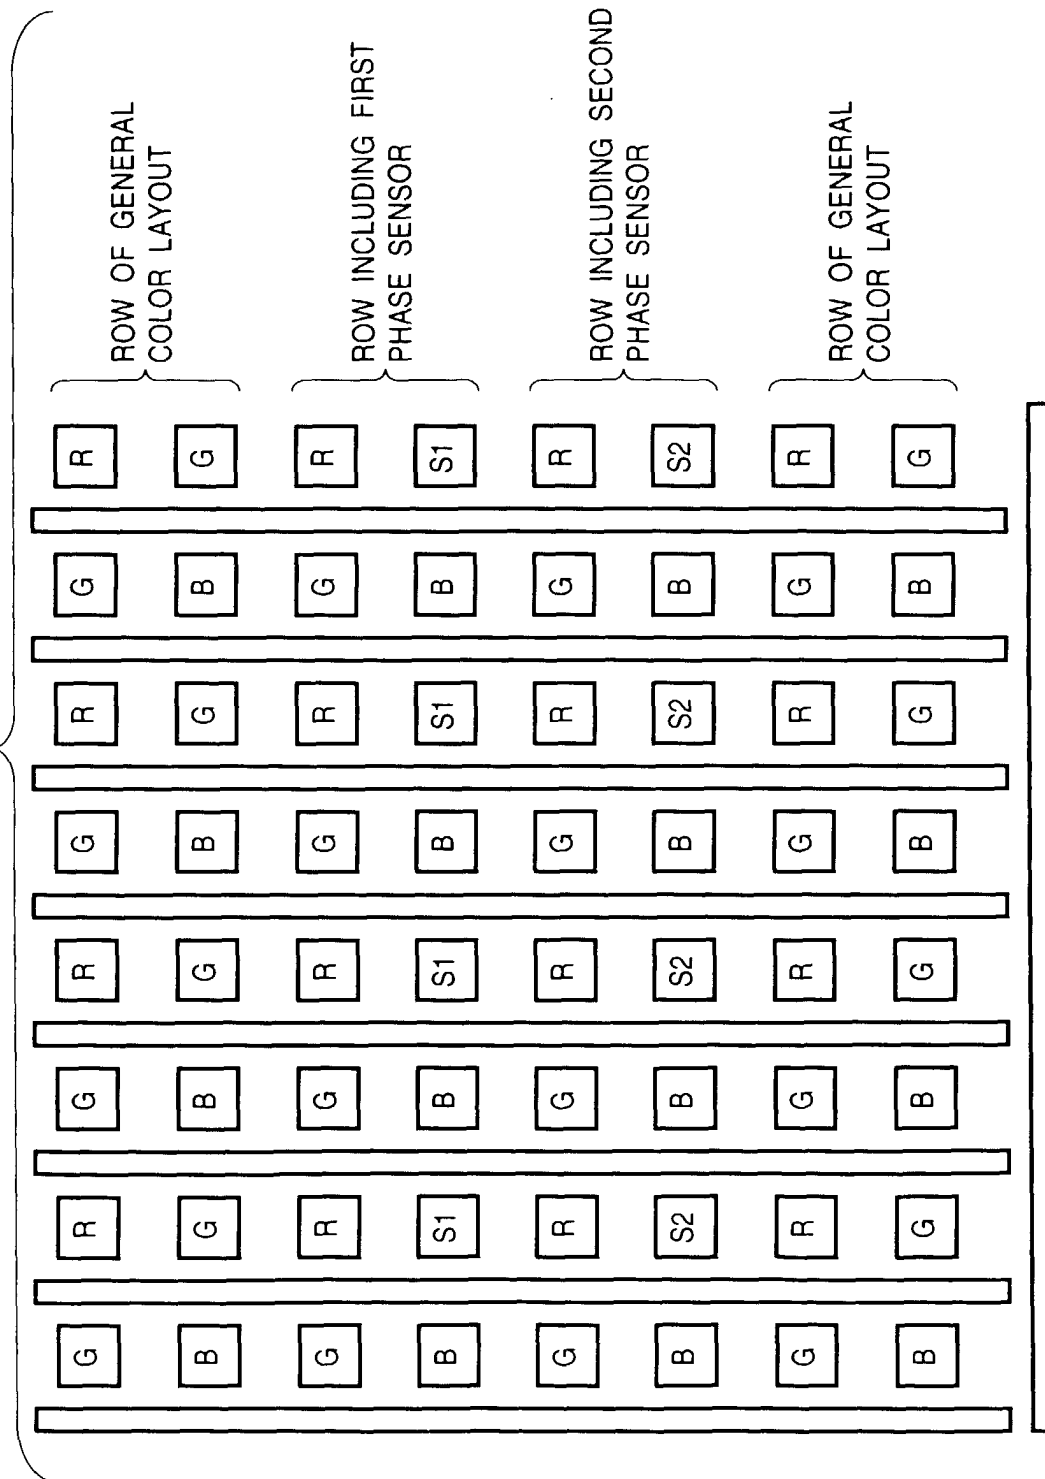 G R G R G R G R
ROW OF GENERAL
COLOR LAYOUT
B G B G B G B G
G R G R G R G R
ROW INCLUDING FIRST
PHASE SENSOR
B S1 B S1 B S1 B S1
G R G R G R G R
ROW INCLUDING SECOND
PHASE SENSOR
B S2 B S2 B S2 B S2
G R G R G R G R
ROW OF GENERAL
COLOR LAYOUT
B G B G B G B G